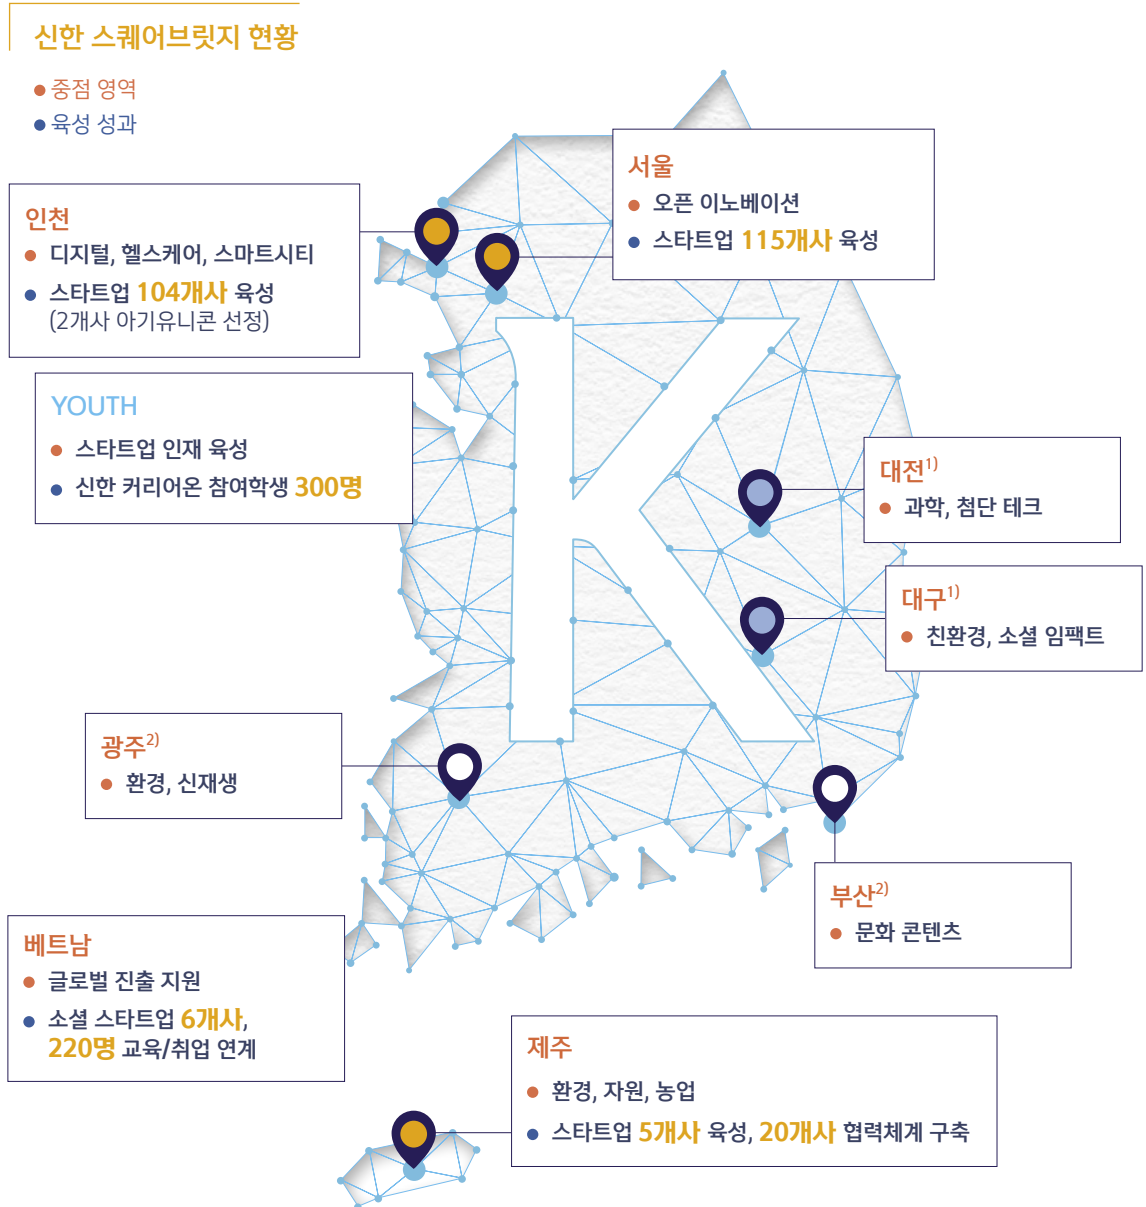 신한 스퀘어브릿지 현황
중점 영역
육성 성과
서울
오픈 이노베이션
스타트업 115개사 육성
인천
디지털, 헬스케어, 스마트시티
스타트업 104개사 육성
(2개사 아기유니콘 선정)
YOUTH
스타트업 인재 육성
신한 커리어온 참여학생 300명
대전1)
과학, 첨단 테크
대구1)
친환경, 소셜 임팩트
광주2)
환경, 신재생
부산2)
문화 콘텐츠
베트남
글로벌 진출 지원
소셜 스타트업 6개사,
220명 교육/취업 연계
제주
환경, 자원, 농업
스타트업 5개사 육성, 20개사 협력체계 구축
K